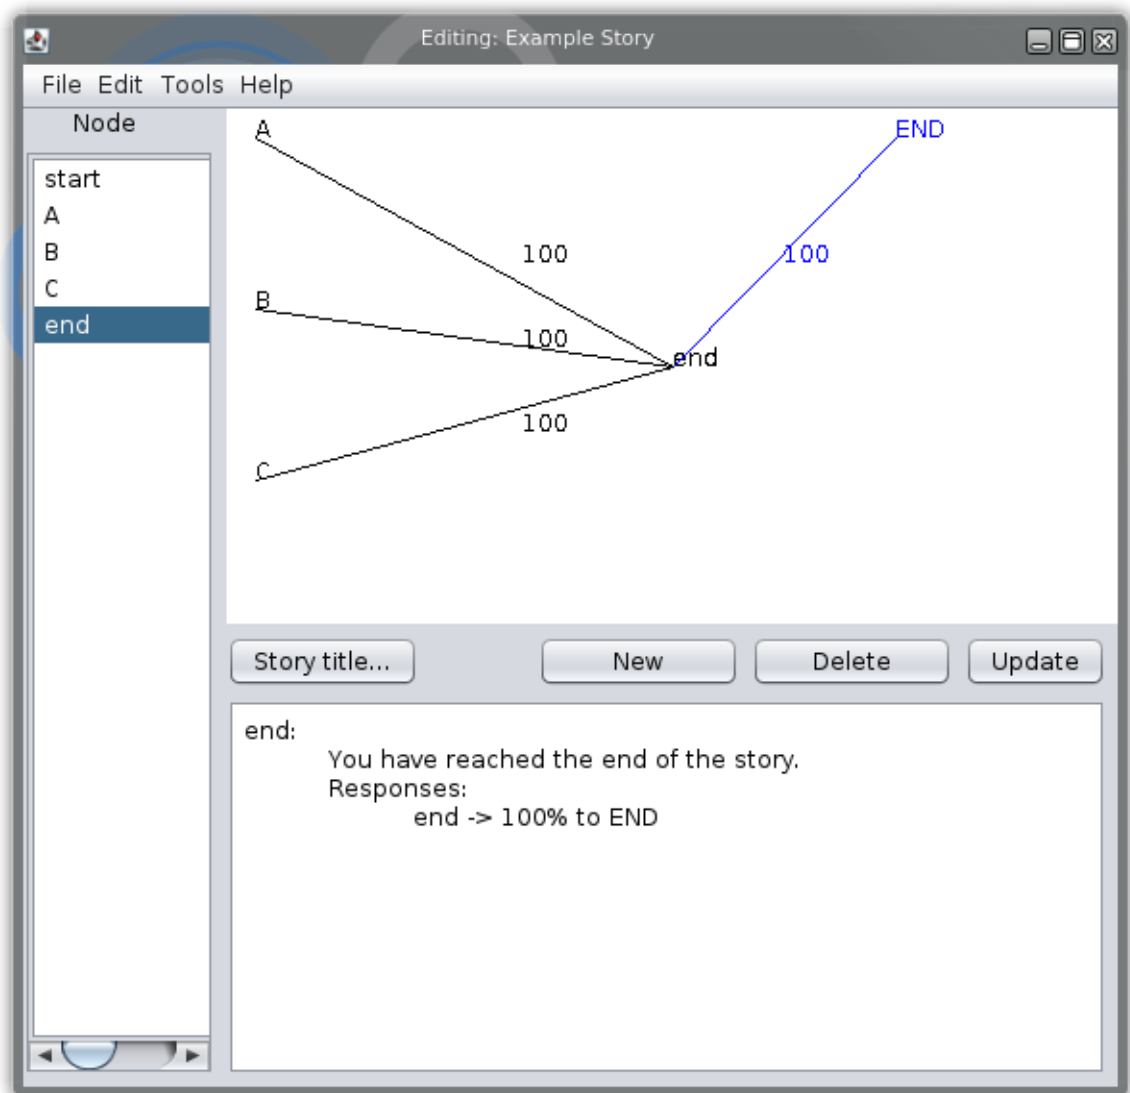 Editing: Example Story
File Edit Tools Help
Node
start
A
B
C
end
A
END
100
100
B
100
end
100
C
Story title...
New
Delete
Update
end:
You have reached the end of the story.
Responses:
end -> 100% to END